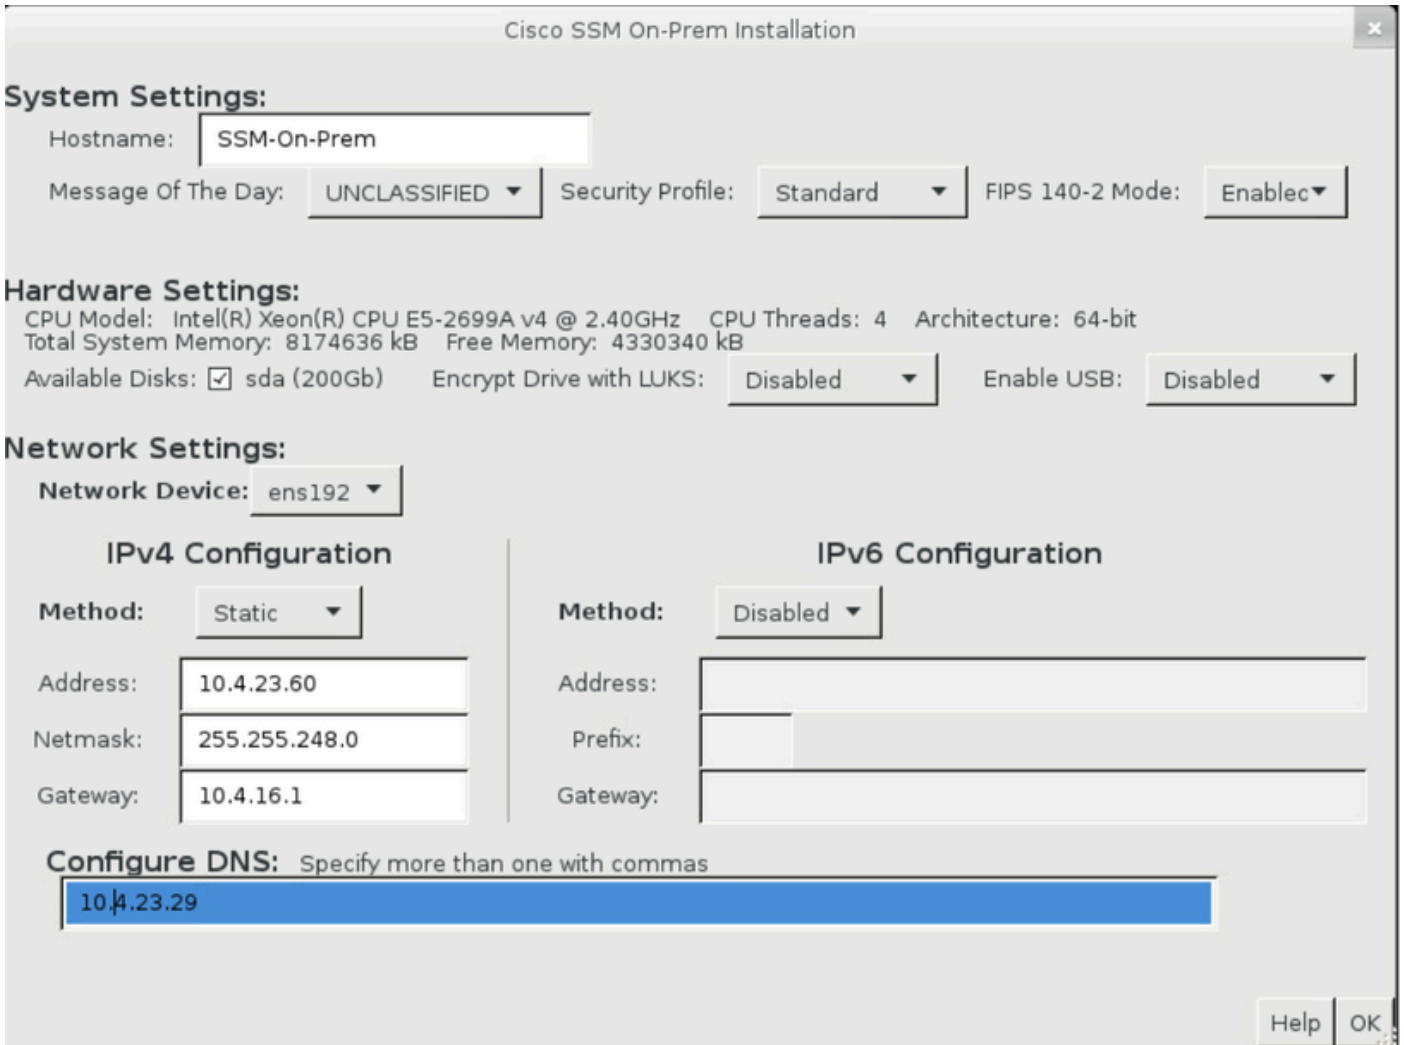 Cisco SSM On-Prem Installation
System Settings:
Hostname: SSM-On-Prem
Message Of The Day: UNCLASSIFIED Security Profile: Standard FIPS 140-2 Mode: Enablec
Hardware Settings:
CPU Model: Intel(R) Xeon(R) CPU E5-2699A v4 @ 2.40GHz CPU Threads: 4 Architecture: 64-bit
Total System Memory: 8174636 kB Free Memory: 4330340 kB
Available Disks: sda (200Gb) Encrypt Drive with LUKS: Disabled Enable USB: Disabled
Network Settings:
Network Device: ens192
IPv4 Configuration IPv6 Configuration
Method: Static Method: Disabled
Address: 10.4.23.60 Address:
Netmask: 255.255.248.0 Prefix:
Gateway: 10.4.16.1 Gateway:
Configure DNS: Specify more than one with commas
10.4.23.29
Help OK